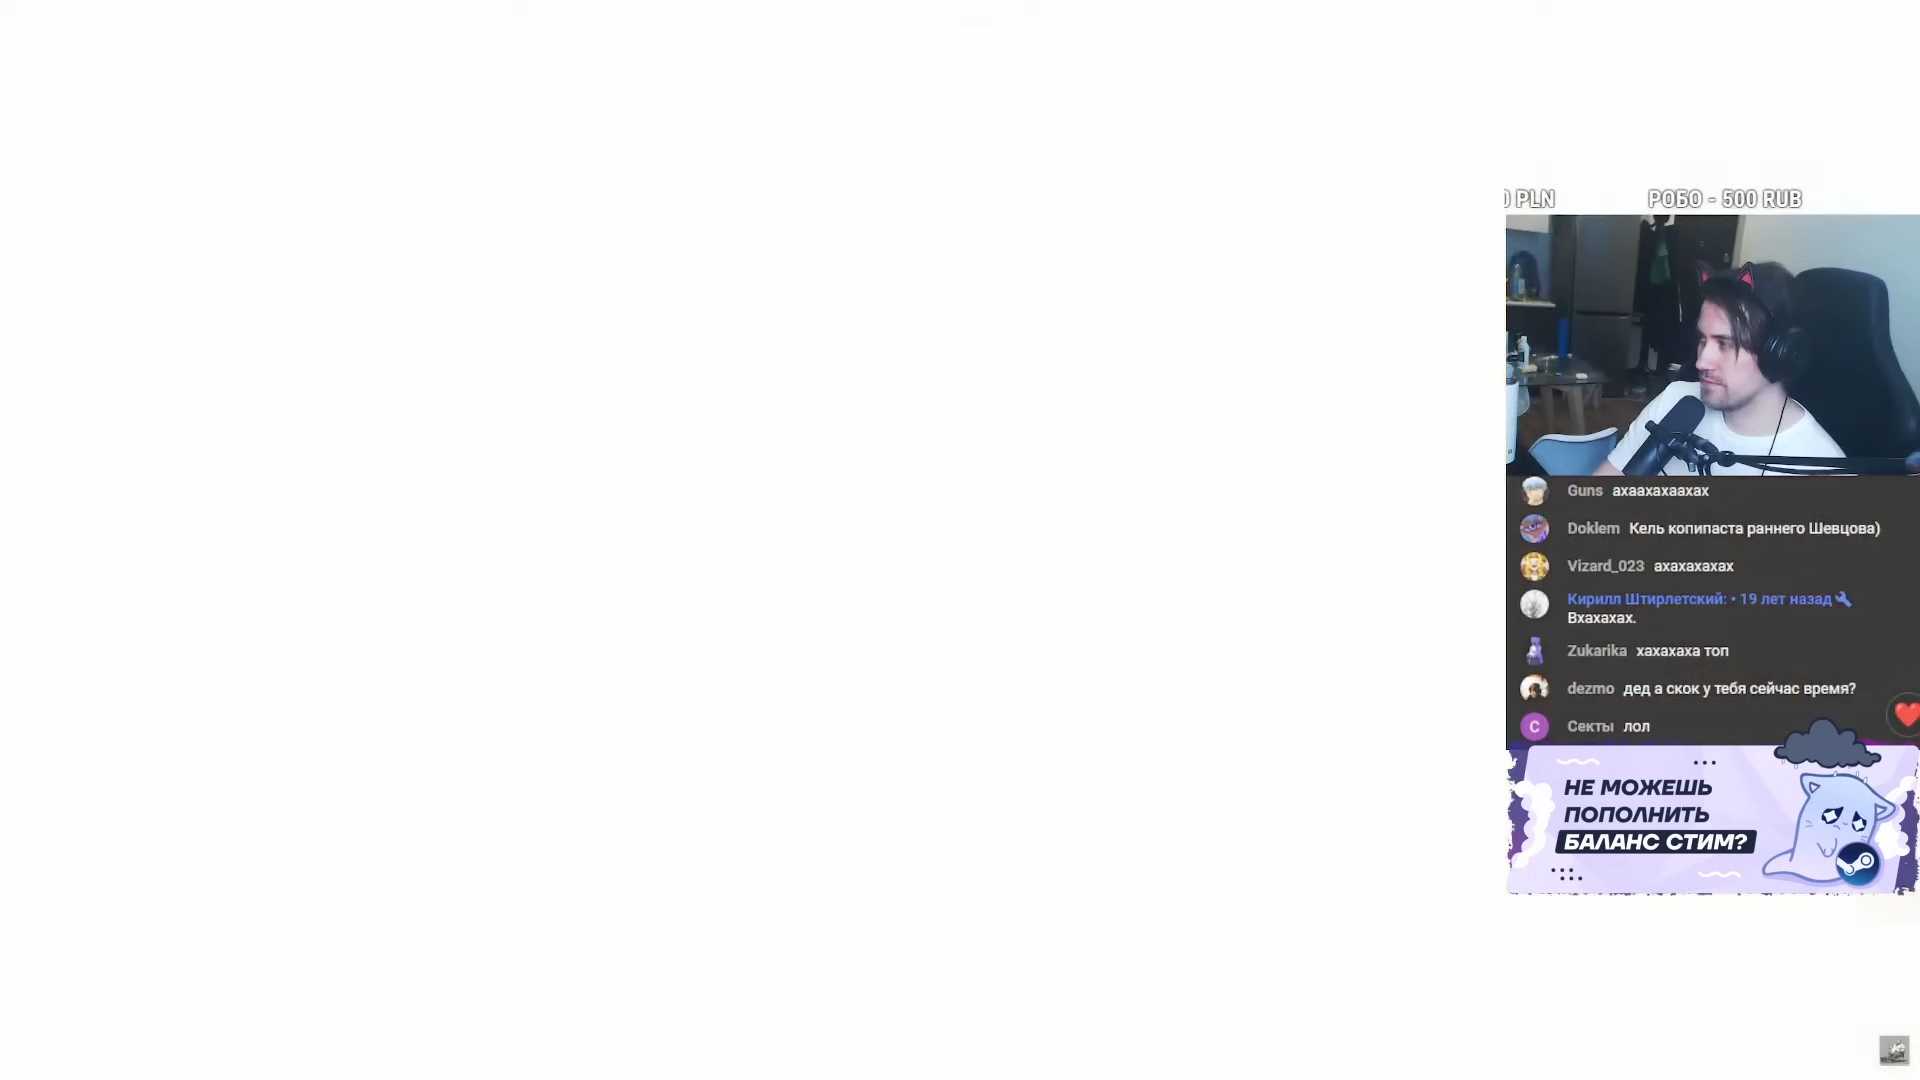 PLN
РОБО - 500 RUB
Guns ахаахахаахах
Doklem Кель копипаста раннего Шевцова)
Vizard_023 ахахахахах
Кирилл Штирлетский: • 19 лет назад
Вхахахах.
Zukarika хахахаха топ
dezmo дед а скок у тебя сейчас время?
С Секты лол
НЕ МОЖЕШЬ
ПОПОЛНИТЬ
БАЛАНС СТИМ?